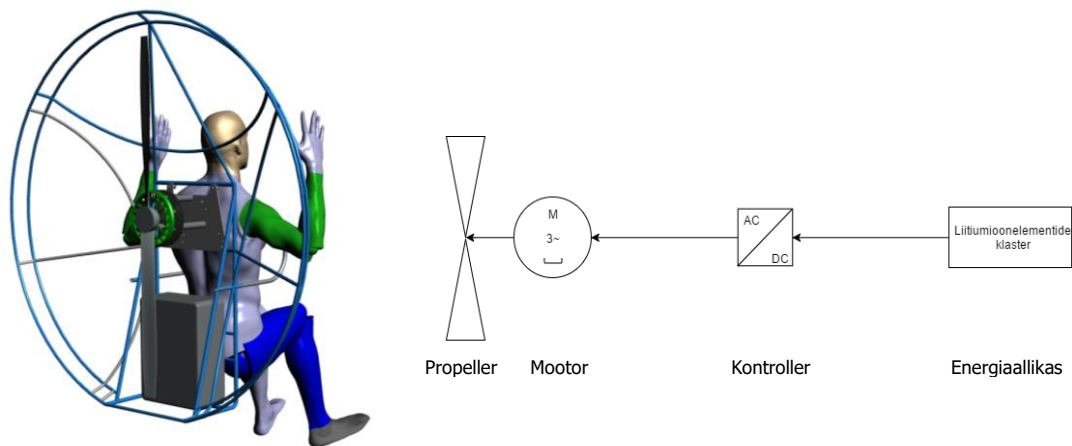 M
3~
AC
DC
Liitiumioonelementide
klaster
Propeller
Mootor
Kontroller
Energiaallikas